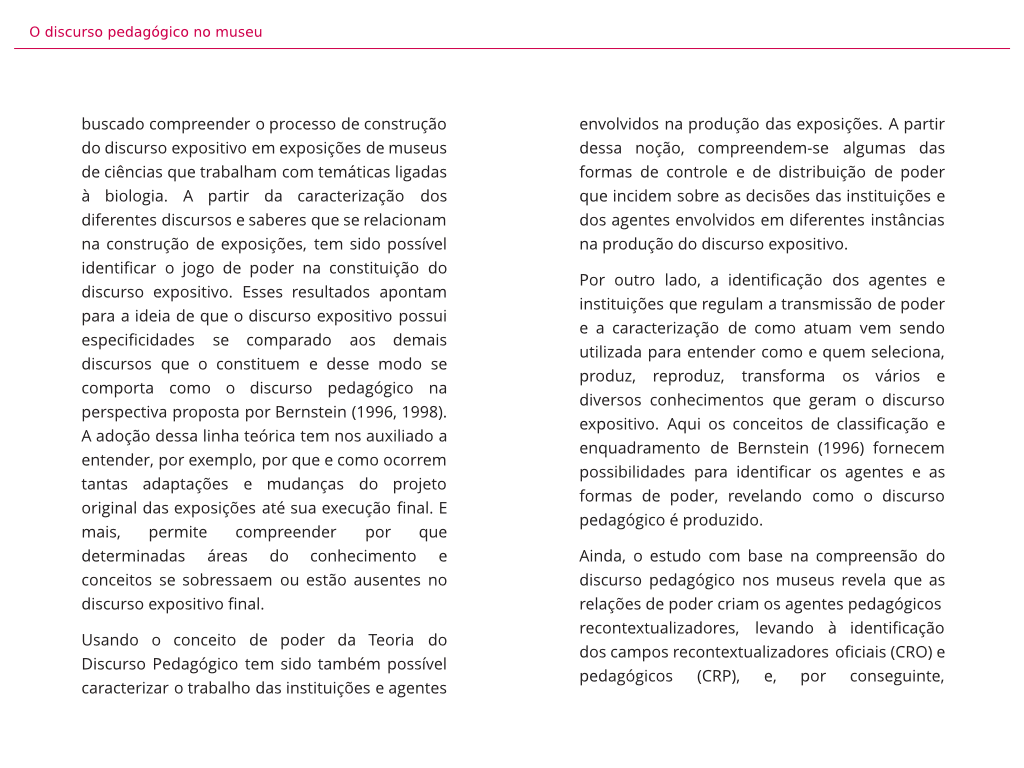 O discurso pedagógico no museu
buscado compreender o processo de construção
do discurso expositivo em exposições de museus
de ciências que trabalham com temáticas ligadas
à biologia. A partir da caracterização dos
diferentes discursos e saberes que se relacionam
na construção de exposições, tem sido possível
identificar o jogo de poder na constituição do
discurso expositivo. Esses resultados apontam
para a ideia de que o discurso expositivo possui
especificidades se comparado aos demais
discursos que o constituem e desse modo se
comporta como o discurso pedagógico na
perspectiva proposta por Bernstein (1996, 1998).
A adoção dessa linha teórica tem nos auxiliado a
entender, por exemplo, por que e como ocorrem
tantas adaptações e mudanças do projeto
original das exposições até sua execução final. E
mais, permite compreender por que
determinadas áreas do conhecimento e
conceitos se sobressaem ou estão ausentes no
discurso expositivo final.
Usando o conceito de poder da Teoria do
Discurso Pedagógico tem sido também possível
caracterizar o trabalho das instituições e agentes
envolvidos na produção das exposições. A partir
dessa noção, compreendem-se algumas das
formas de controle e de distribuição de poder
que incidem sobre as decisões das instituições e
dos agentes envolvidos em diferentes instâncias
na produção do discurso expositivo.
Por outro lado, a identificação dos agentes e
instituições que regulam a transmissão de poder
e a caracterização de como atuam vem sendo
utilizada para entender como e quem seleciona,
produz, reproduz, transforma os vários e
diversos conhecimentos que geram o discurso
expositivo. Aqui os conceitos de classificação e
enquadramento de Bernstein (1996) fornecem
possibilidades para identificar os agentes e as
formas de poder, revelando como o discurso
pedagógico é produzido.
Ainda, o estudo com base na compreensão do
discurso pedagógico nos museus revela que as
relações de poder criam os agentes pedagógicos
recontextualizadores, levando à identificação
dos campos recontextualizadores oficiais (CRO) e
pedagógicos (CRP), e, por conseguinte,